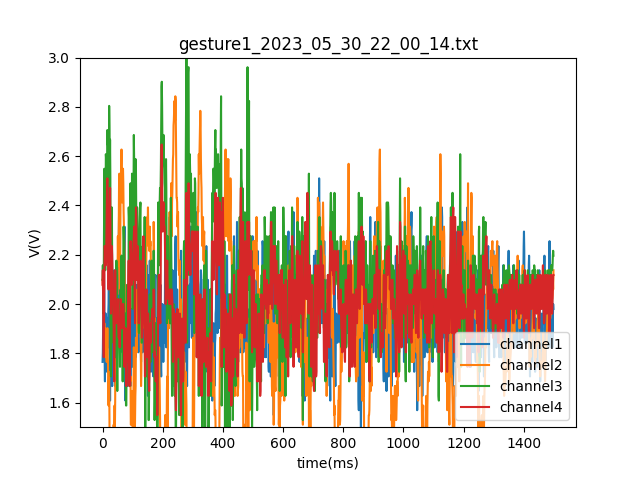 gesture1_2023_05_30_22_00_14.txt
3.0
2.8
2.6
2.4
2.2
2.0
1.8
1.6
V(V)
channel1
channel2
channel3
channel4
0 200 400 600 800 1000 1200 1400
time(ms)